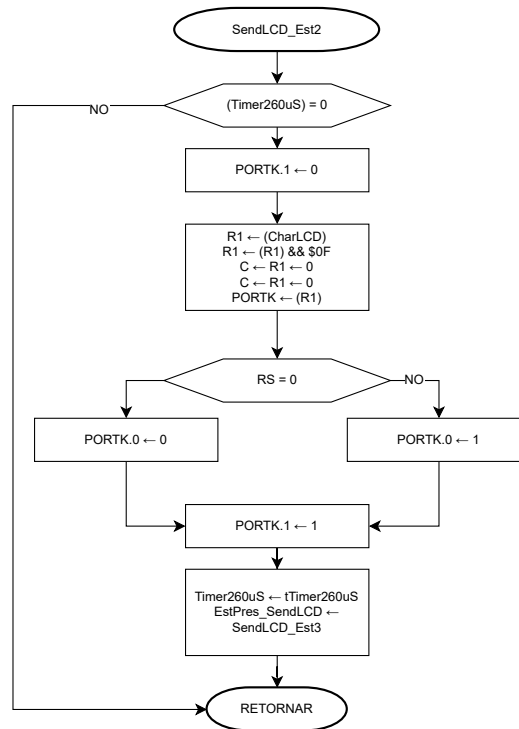 SendLCD_Est2
NO
(Timer260uS) = 0
PORTK.1 ← 0
R1 ← (CharLCD)
R1 ← (R1) && $0F
C ← R1 ← 0
C ← R1 ← 0
PORTK ← (R1)
RS = 0
NO
PORTK.0 ← 0
PORTK.0 ← 1
PORTK.1 ← 1
Timer260uS ← tTimer260uS
EstPres_SendLCD ←
SendLCD_Est3
RETORNAR